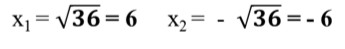 x₁ = √36 = 6 x₂ = - √36 = - 6